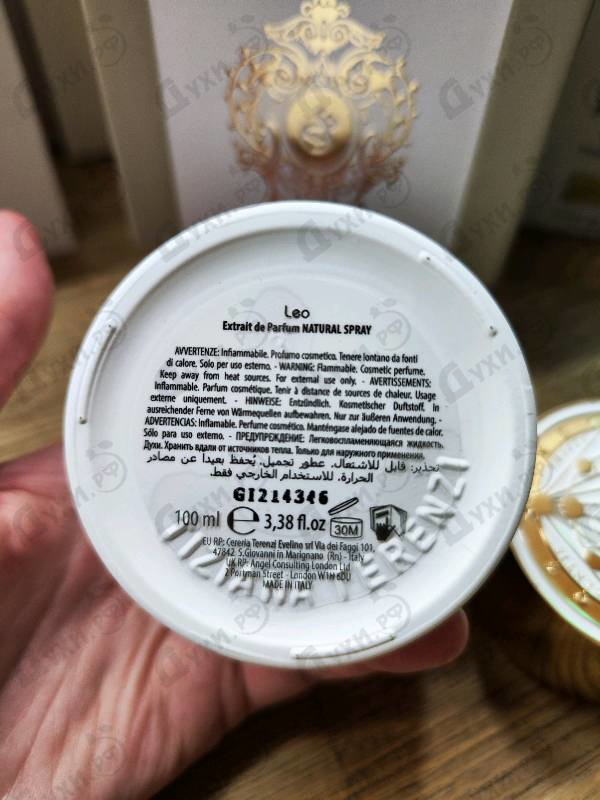 Leo
Extrait de Parfum NATURAL SPRAY
AVVERTENZE: Infiammabile. Profumo cosmetico. Tenere lontano da fonti
di calore. Solo per uso esterno. - WARNING: Flammable. Cosmetic perfume.
Keep away from heat sources. For external use only. - AVERTISSEMENTS:
Inflammable. Parfum cosmétique. Tenir à distance de sources de chaleur. Usage
externe uniquement. - HINWEISE: Entzündlich. Kosmetischer Duftstoff. In
ausreichender Ferne von Wärmequellen aufbewahren. Nur zur äußeren Anwendung. -
ADVERTENCIAS: Inflamable. Perfume cosmético. Manténgase alejado de fuentes de calor.
Sólo para uso externo. - ПРЕДУПРЕЖДЕНИЕ: Легковоспламеняющаяся жидкость.
Духи. Хранить вдали от источников тепла. Только для наружного применения.
تحذير: قابل للاشتعال. عطور تجميل. يُحفظ بعيدا عن مصادر
الحرارة. للاستخدام الخارجي فقط.
GI214346
100 ml e 3,38 fl.oz 30M
EU RP: Cereria Terenzi Evelino srl Via dei Faggi 101,
47842 S.Giovanni in Marignano (Rn) - Italy
UK RP: Angel Consulting London Ltd
2 Portman Street - London W1H 6DU
MADE IN ITALY
TIZIANA TERENZI
Духи.РФ